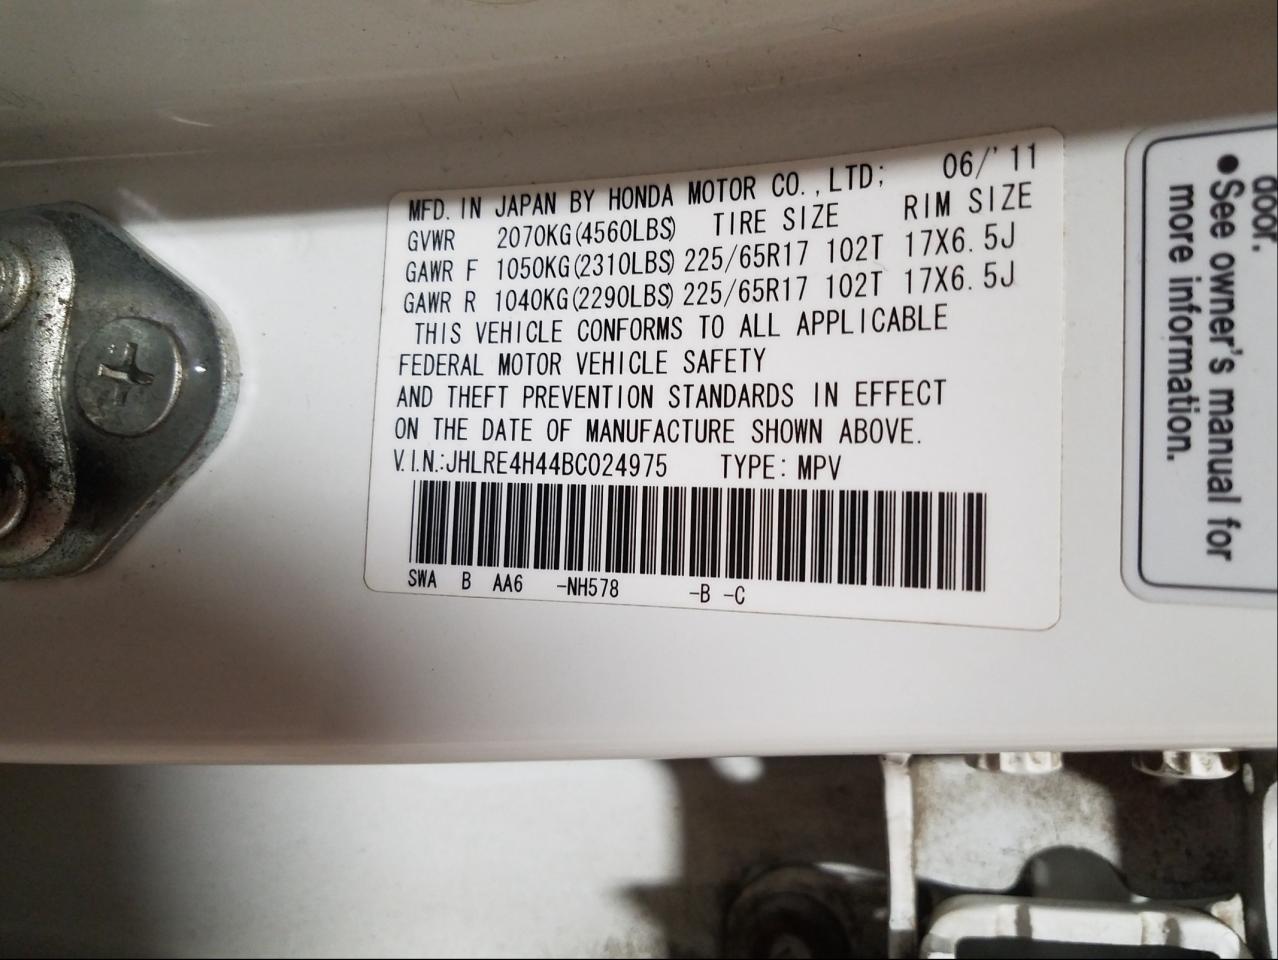 MFD. IN JAPAN BY HONDA MOTOR CO.,LTD; 06/'11
GVWR 2070KG(4560LBS) TIRE SIZE RIM SIZE
GAWR F 1050KG(2310LBS) 225/65R17 102T 17X6.5J
GAWR R 1040KG(2290LBS) 225/65R17 102T 17X6.5J
THIS VEHICLE CONFORMS TO ALL APPLICABLE
FEDERAL MOTOR VEHICLE SAFETY
AND THEFT PREVENTION STANDARDS IN EFFECT
ON THE DATE OF MANUFACTURE SHOWN ABOVE.
V.I.N.:JHLRE4H44BC024975 TYPE: MPV
SWA B AA6 -NH578 -B -C
door.
●See owner's manual for
more information.